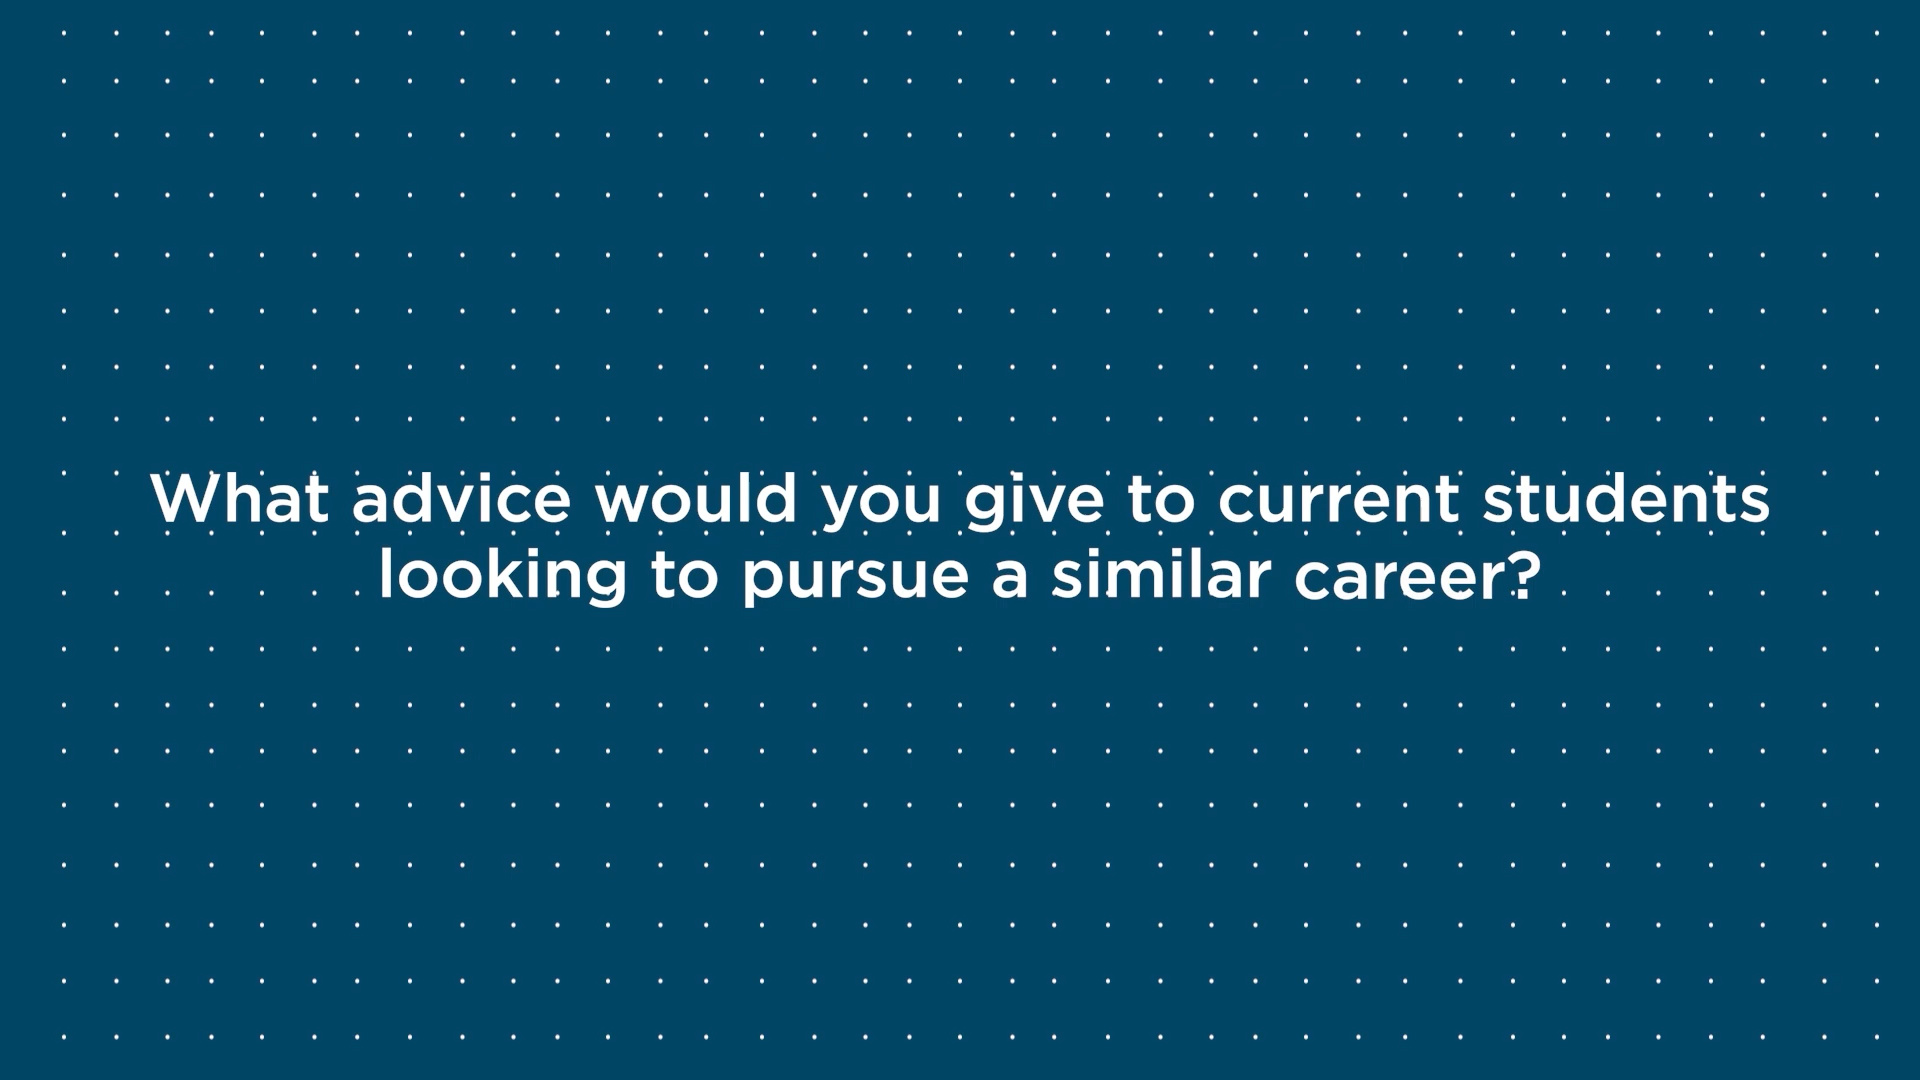 What advice would you give to current students
looking to pursue a similar career?